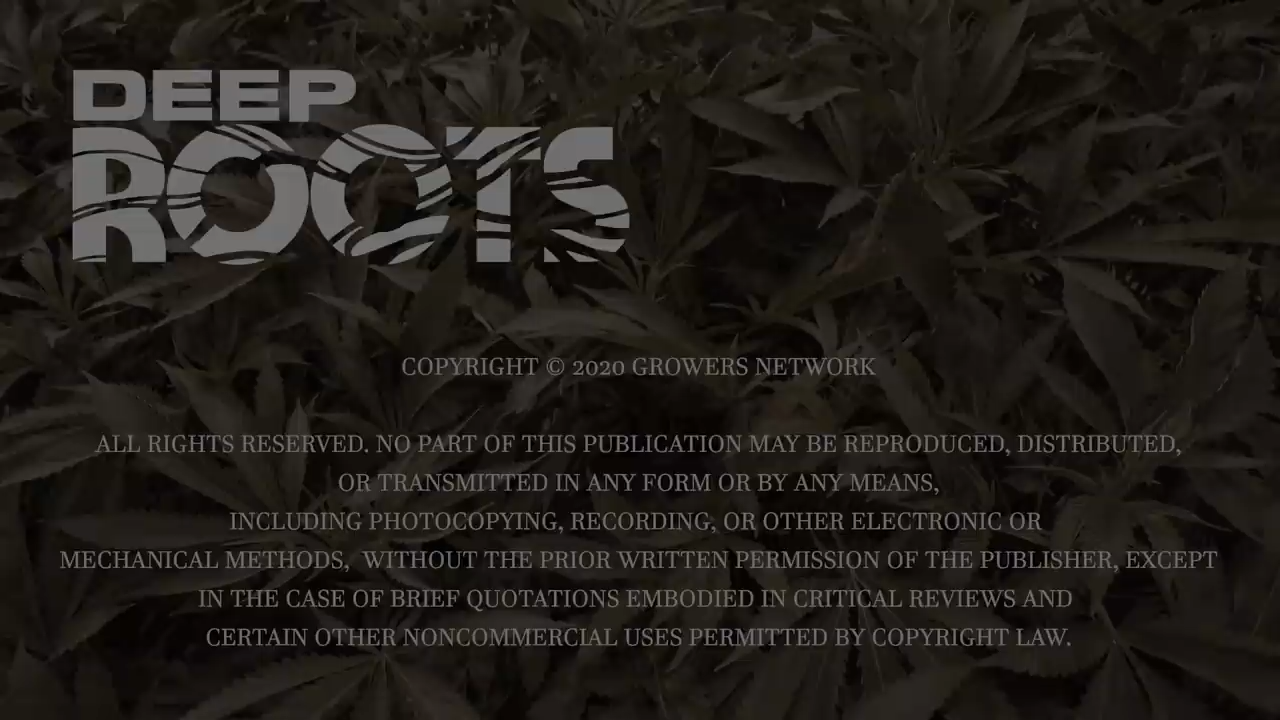 DEEP
ROOTS
COPYRIGHT © 2020 GROWERS NETWORK
ALL RIGHTS RESERVED. NO PART OF THIS PUBLICATION MAY BE REPRODUCED, DISTRIBUTED,
OR TRANSMITTED IN ANY FORM OR BY ANY MEANS,
INCLUDING PHOTOCOPYING, RECORDING, OR OTHER ELECTRONIC OR
MECHANICAL METHODS, WITHOUT THE PRIOR WRITTEN PERMISSION OF THE PUBLISHER, EXCEPT
IN THE CASE OF BRIEF QUOTATIONS EMBODIED IN CRITICAL REVIEWS AND
CERTAIN OTHER NONCOMMERCIAL USES PERMITTED BY COPYRIGHT LAW.